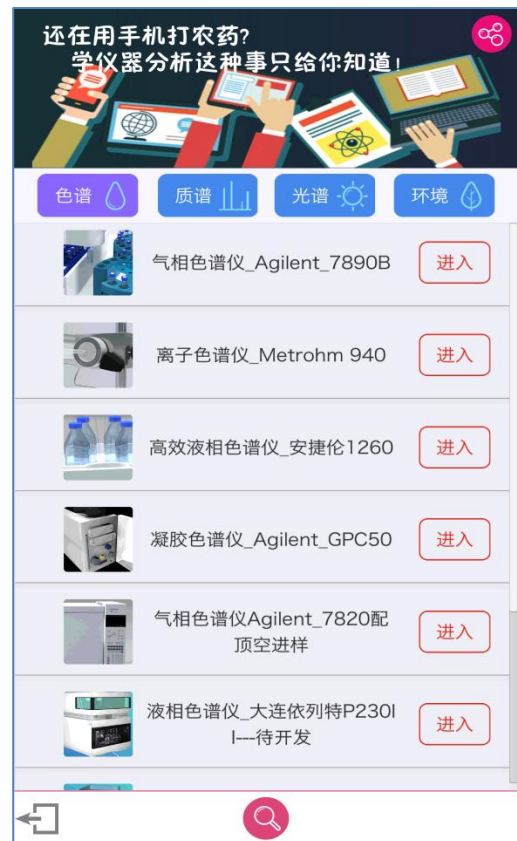 还在用手机打农药?
学仪器分析这种事只给你知道!
色谱
质谱
光谱
环境
气相色谱仪_Agilent_7890B
进入
离子色谱仪_Metrohm 940
进入
高效液相色谱仪_安捷伦1260
进入
凝胶色谱仪_Agilent_GPC50
进入
气相色谱仪Agilent_7820配
顶空进样
进入
液相色谱仪_大连依列特P230I
I---待开发
进入